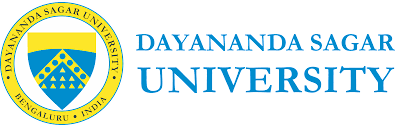 • DAYANANDA SAGAR UNIVERSITY •
BENGALURU • INDIA
DAYANANDA SAGAR
UNIVERSITY